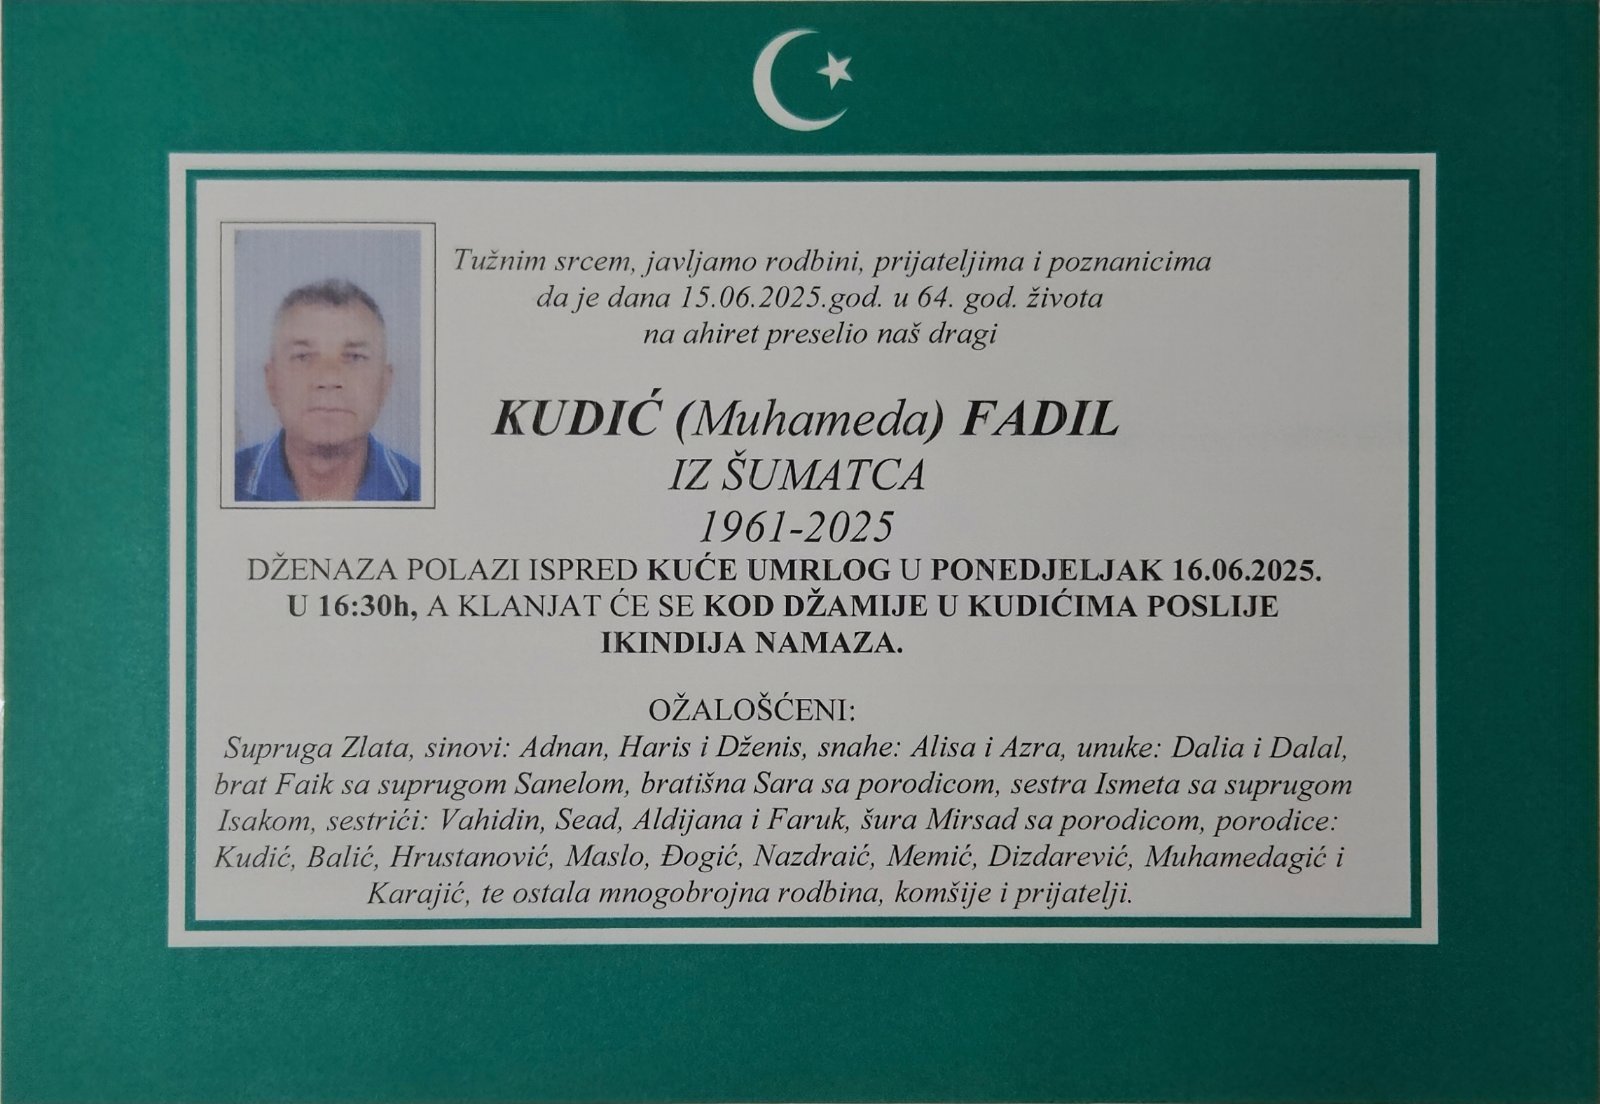 Tužnim srcem, javljamo rodbini, prijateljima i poznanicima
da je dana 15.06.2025.god. u 64. god. života
na ahiret preselio naš dragi
KUDIĆ (Muhameda) FADIL
IZ ŠUMATCA
1961-2025
DŽENAZA POLAZI ISPRED KUĆE UMRLOG U PONEDJELJAK 16.06.2025.
U 16:30h, A KLANJAT ĆE SE KOD DŽAMIJE U KUDIĆIMA POSLIJE
IKINDIJA NAMAZA.
OŽALOŠĆENI:
Supruga Zlata, sinovi: Adnan, Haris i Dženis, snahe: Alisa i Azra, unuke: Dalia i Dalal,
brat Faik sa suprugom Sanelom, bratišna Sara sa porodicom, sestra Ismeta sa suprugom
Isakom, sestrići: Vahidin, Sead, Aldijana i Faruk, šura Mirsad sa porodicom, porodice:
Kudić, Balić, Hrustanović, Maslo, Đogić, Nazdraić, Memić, Dizdarević, Muhamedagić i
Karajić, te ostala mnogobrojna rodbina, komšije i prijatelji.